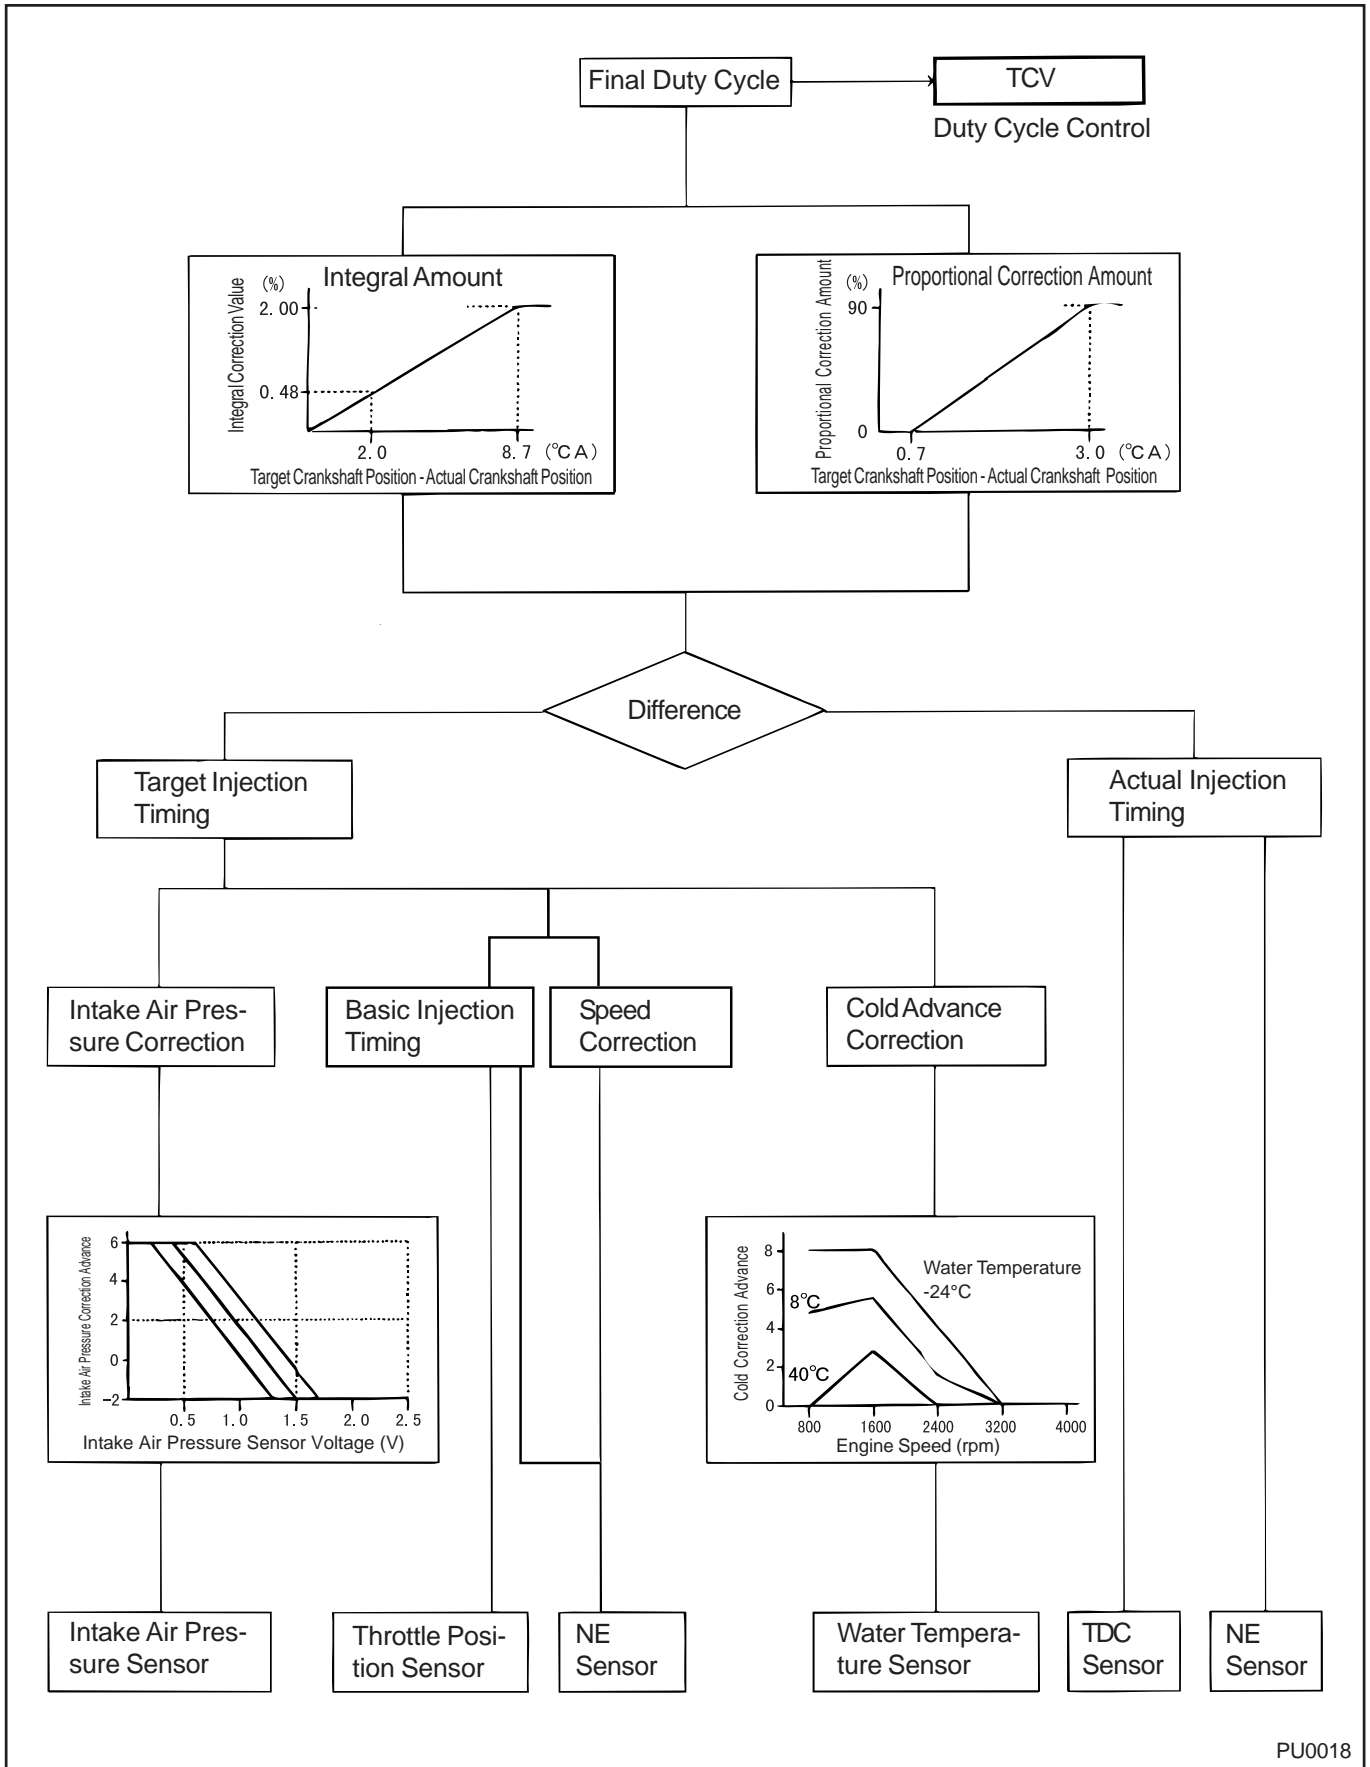 Final Duty Cycle
TCV
Duty Cycle Control
Integral Amount
Integral Correction Value
(%)
2.00
0.48
2.0
8.7 (°CA)
Target Crankshaft Position - Actual Crankshaft Position
Proportional Correction Amount
Proportional Correction Amount
(%)
90
0
0.7
3.0 (°CA)
Target Crankshaft Position - Actual Crankshaft Position
Difference
Target Injection
Timing
Actual Injection
Timing
Intake Air Pres-
sure Correction
Basic Injection
Timing
Speed
Correction
Cold Advance
Correction
Intake Air Pressure Correction Advance
6
4
2
0
-2
0.5 1.0 1.5 2.0 2.5
Intake Air Pressure Sensor Voltage (V)
Cold Correction Advance
8
6
4
2
0
Water Temperature
-24°C
8°C
40°C
800 1600 2400 3200 4000
Engine Speed (rpm)
Intake Air Pres-
sure Sensor
Throttle Posi-
tion Sensor
NE
Sensor
Water Tempera-
ture Sensor
TDC
Sensor
NE
Sensor
PU0018